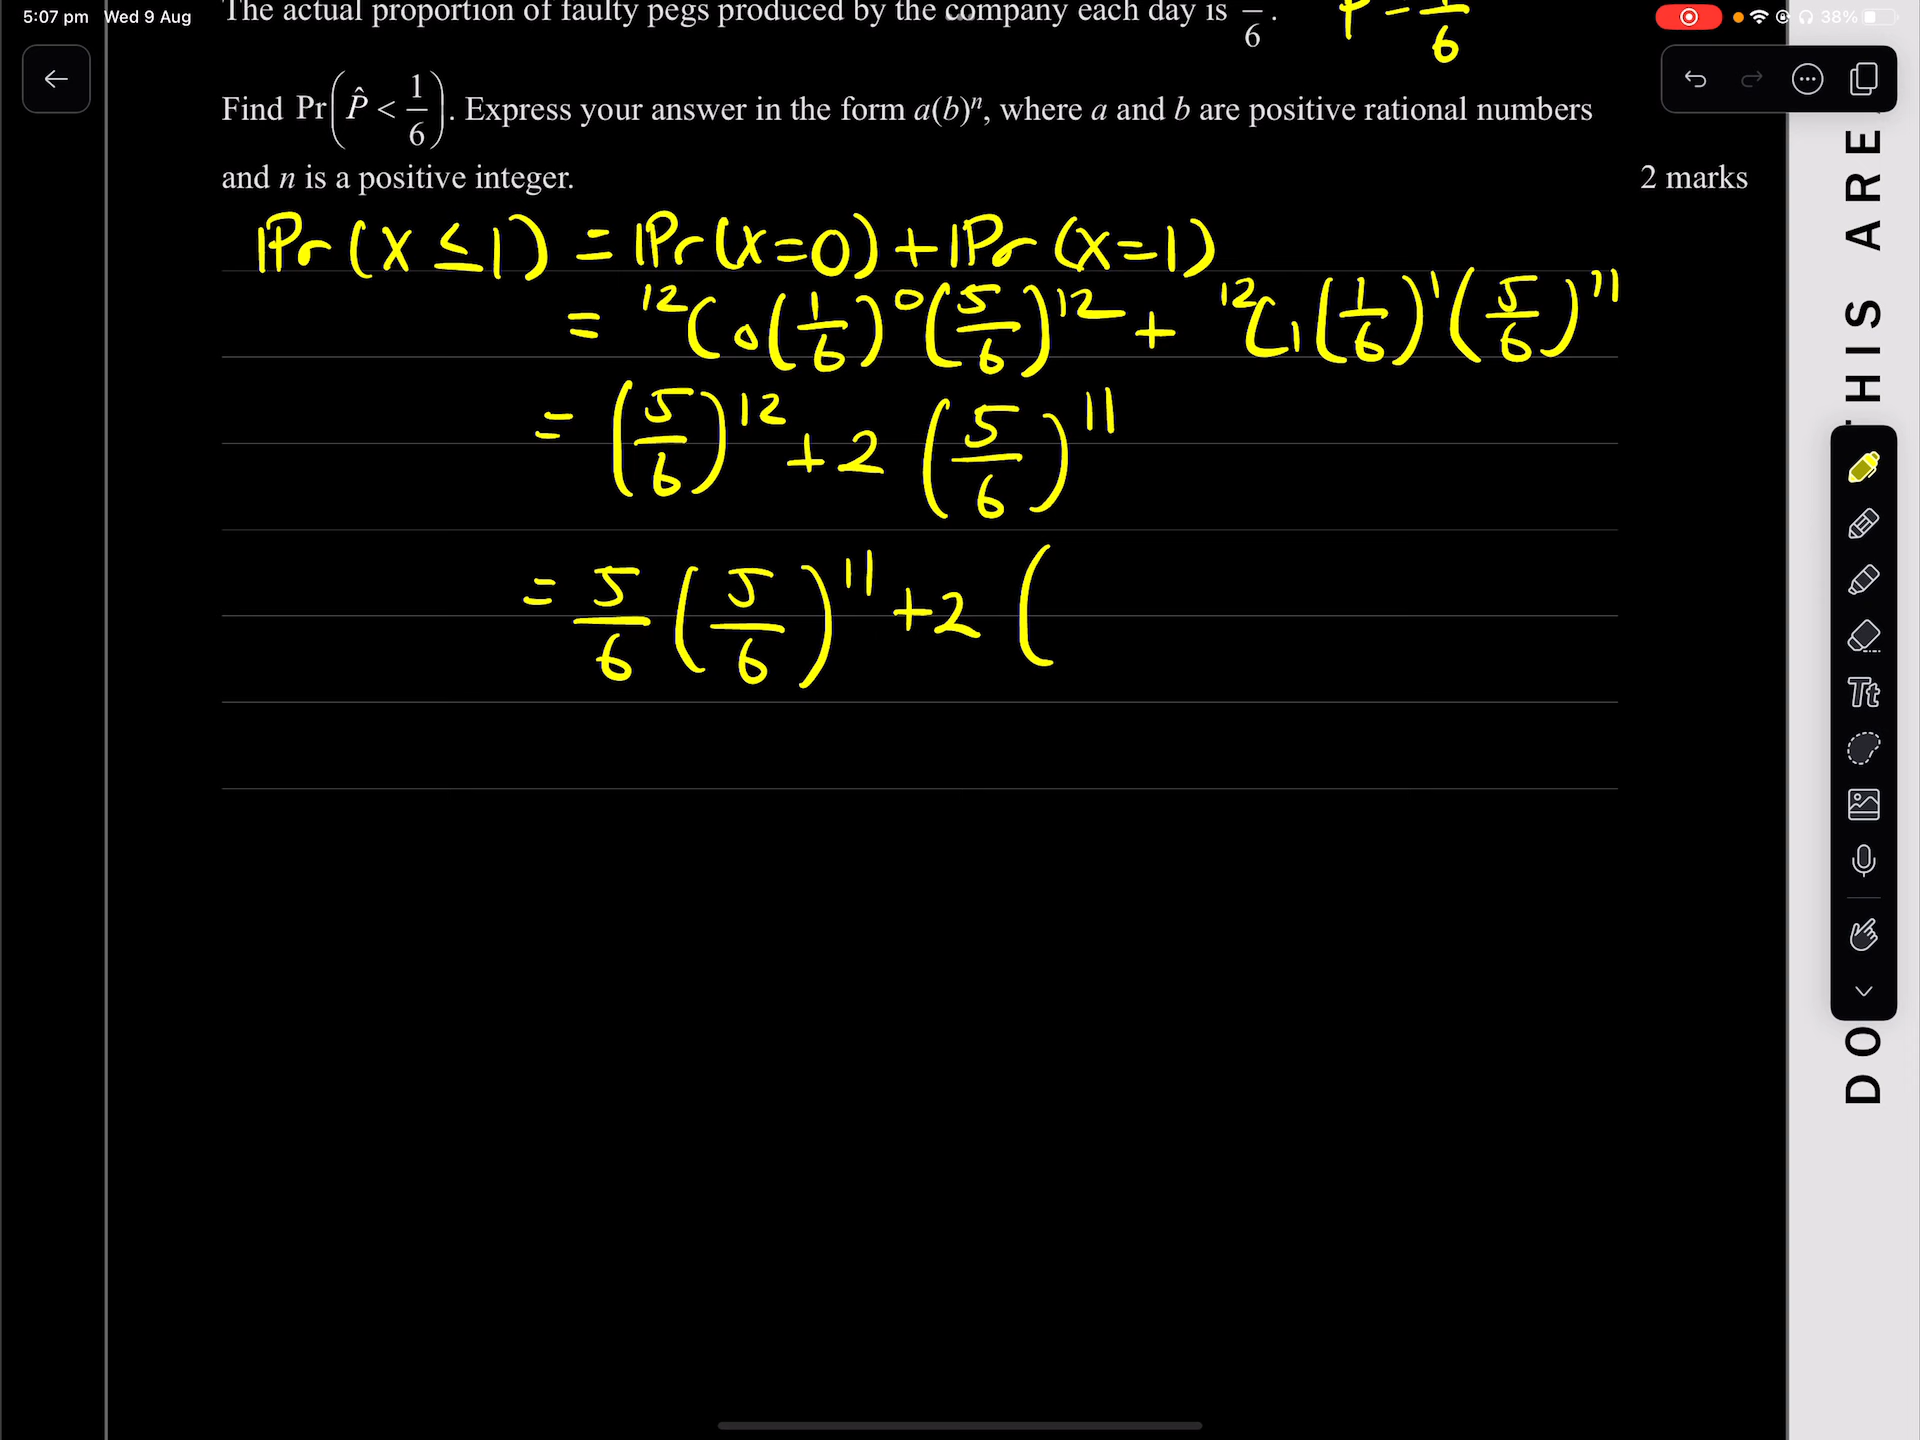 5:07 pm Wed 9 Aug 38%
The actual proportion of faulty pegs produced by the company each day is 1/6. p = 1/6
Find Pr(P̂ < 1/6). Express your answer in the form a(b)ⁿ, where a and b are positive rational numbers
and n is a positive integer. 2 marks
Pr(X ≤ 1) = Pr(X=0) + Pr(X=1)
= ¹²C₀(1/6)⁰(5/6)¹² + ¹²C₁(1/6)¹(5/6)¹¹
= (5/6)¹² + 2(5/6)¹¹
= 5/6(5/6)¹¹ + 2(
Tt
DO
THIS ARE